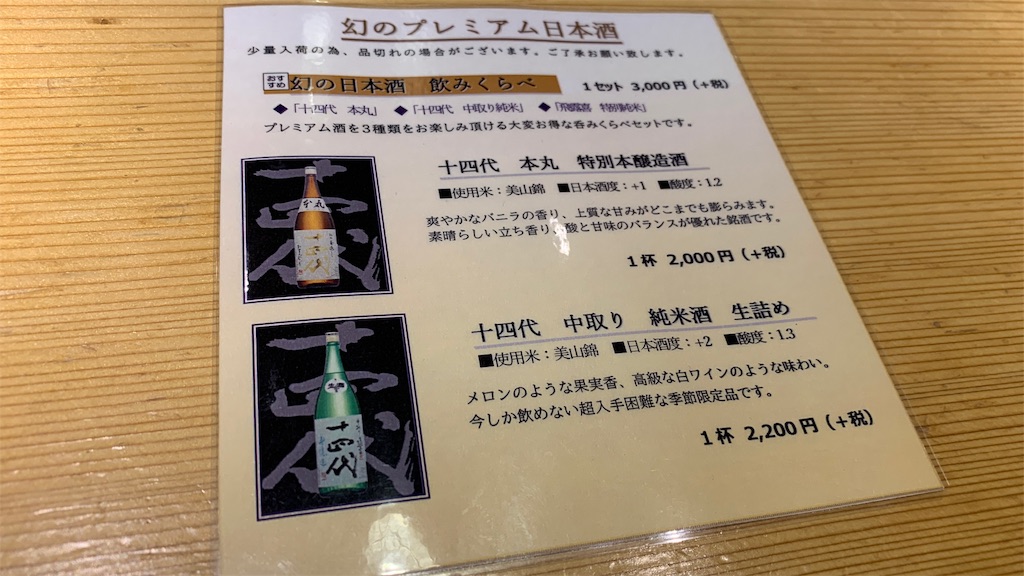 幻のプレミアム日本酒
少量入荷の為、品切れの場合がございます。ご了承お願い致します。
おすすめ 幻の日本酒 飲みくらべ 1セット 3,000円(+税)
◆「十四代 本丸」 ◆「十四代 中取り純米」 ◆「飛露喜 特別純米」
プレミアム酒を3種類をお楽しみ頂ける大変お得な呑みくらべセットです。
十四代 本丸 特別本醸造酒
■使用米:美山錦 ■日本酒度:+1 ■酸度:1.2
爽やかなバニラの香り、上質な甘みがどこまでも膨らみます。
素晴らしい立ち香り、酸と甘味のバランスが優れた銘酒です。
1杯 2,000円(+税)
十四代
本丸
十四代
十四代 中取り 純米酒 生詰め
■使用米:美山錦 ■日本酒度:+2 ■酸度:1.3
メロンのような果実香、高級な白ワインのような味わい。
今しか飲めない超入手困難な季節限定品です。
1杯 2,200円(+税)
十四代
十四代